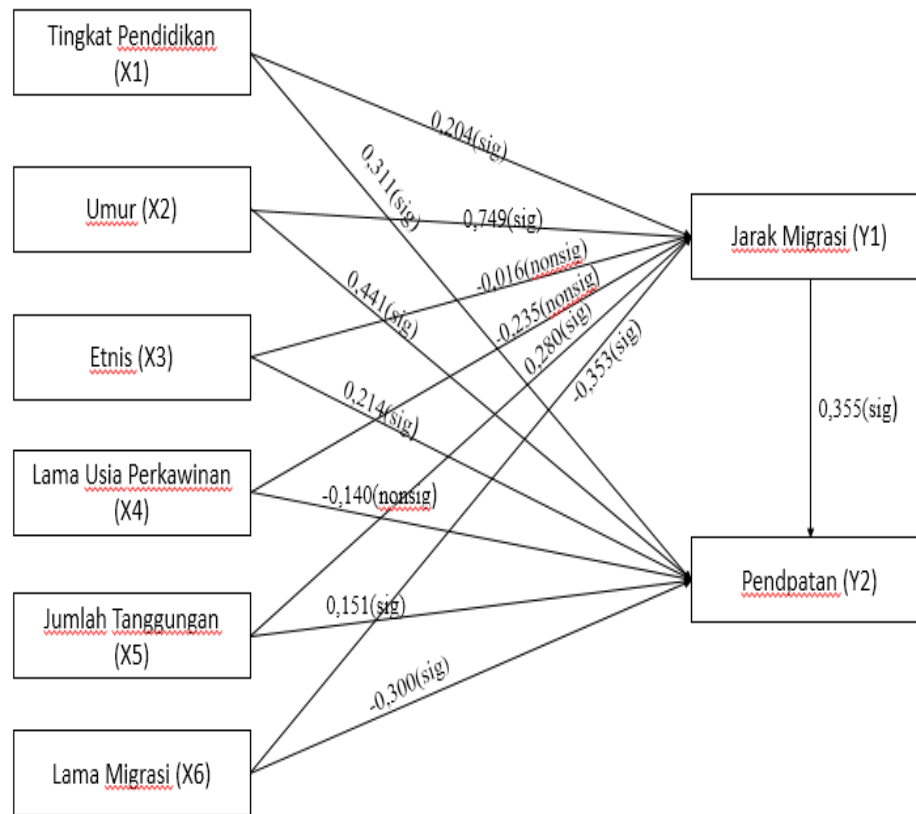 Tingkat Pendidikan
(X1)
0,204(sig)
0,311(sig)
Umur (X2)
0,749(sig)
Jarak Migrasi (Y1)
-0,016(nonsig)
0,441(sig)
-0,235(nonsig)
0,280(sig)
Etnis (X3)
-0,353(sig)
0,214(sig)
0,355(sig)
Lama Usia Perkawinan
(X4)
-0,140(nonsig)
Pendpatan (Y2)
Jumlah Tanggungan
(X5)
0,151(sig)
-0,300(sig)
Lama Migrasi (X6)